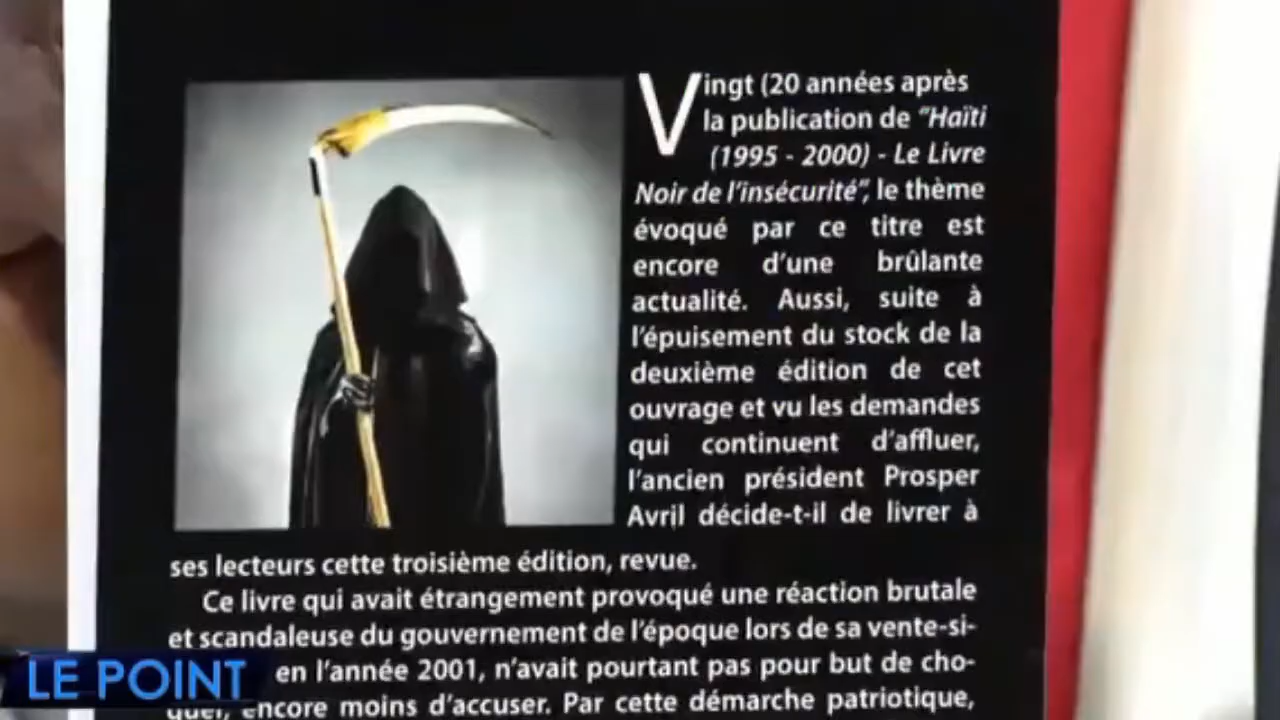 Vingt (20 années après
la publication de "Haïti
(1995 - 2000) - Le Livre
Noir de l'insécurité", le thème
évoqué par ce titre est
encore d'une brûlante
actualité. Aussi, suite à
l'épuisement du stock de la
deuxième édition de cet
ouvrage et vu les demandes
qui continuent d'affluer,
l'ancien président Prosper
Avril décide-t-il de livrer à
ses lecteurs cette troisième édition, revue.
Ce livre qui avait étrangement provoqué une réaction brutale
et scandaleuse du gouvernement de l'époque lors de sa vente-si-
en l'année 2001, n'avait pourtant pas pour but de cho-
quer, encore moins d'accuser. Par cette démarche patriotique,
LE POINT